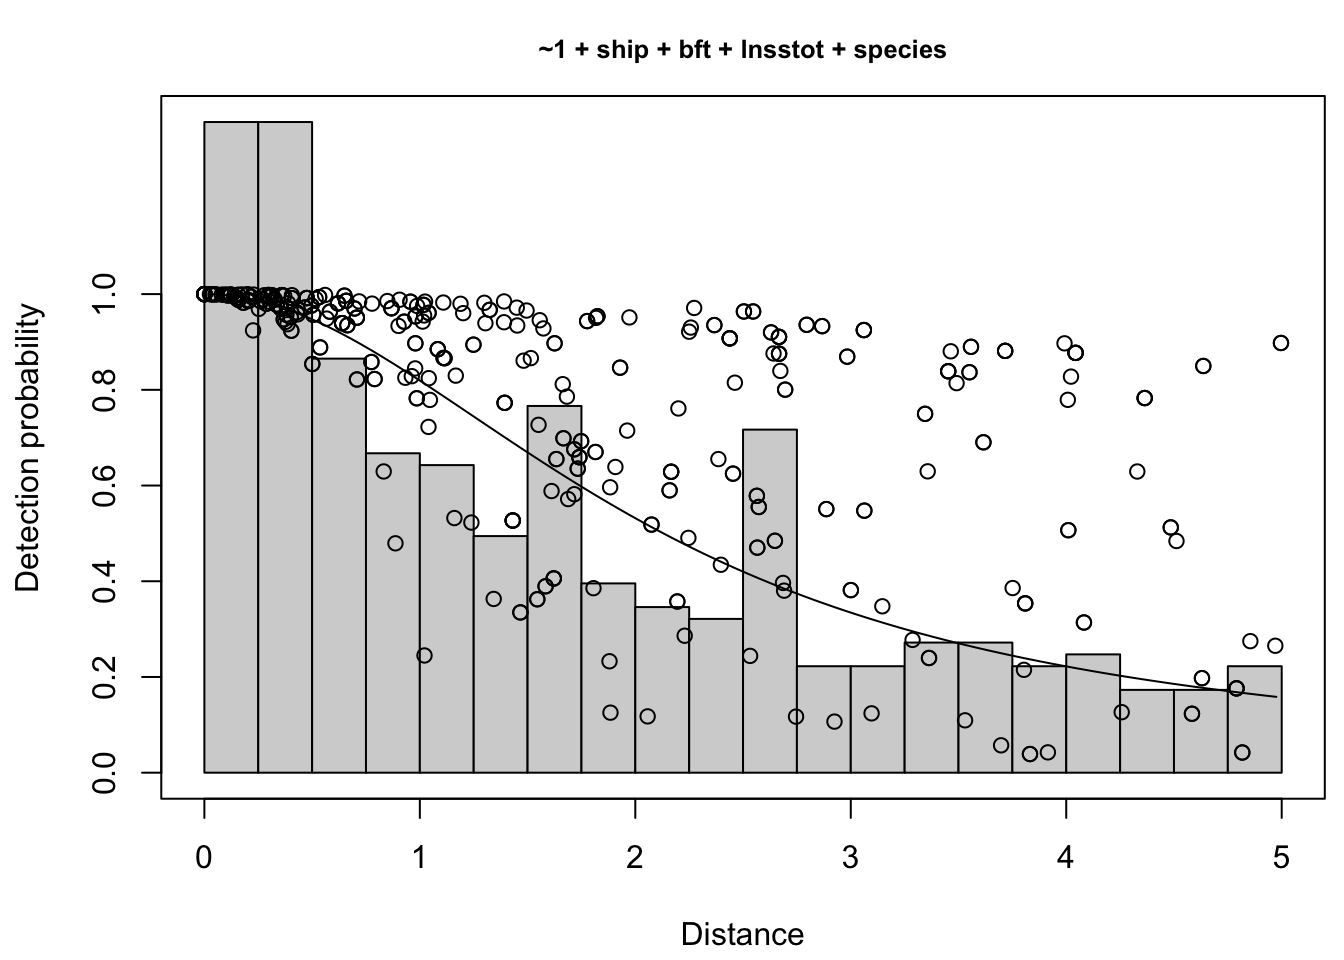 ~1 + ship + bft + lnsstot + species
Detection probability
1.0
0.8
0.6
0.4
0.2
0.0
0 1 2 3 4 5
Distance